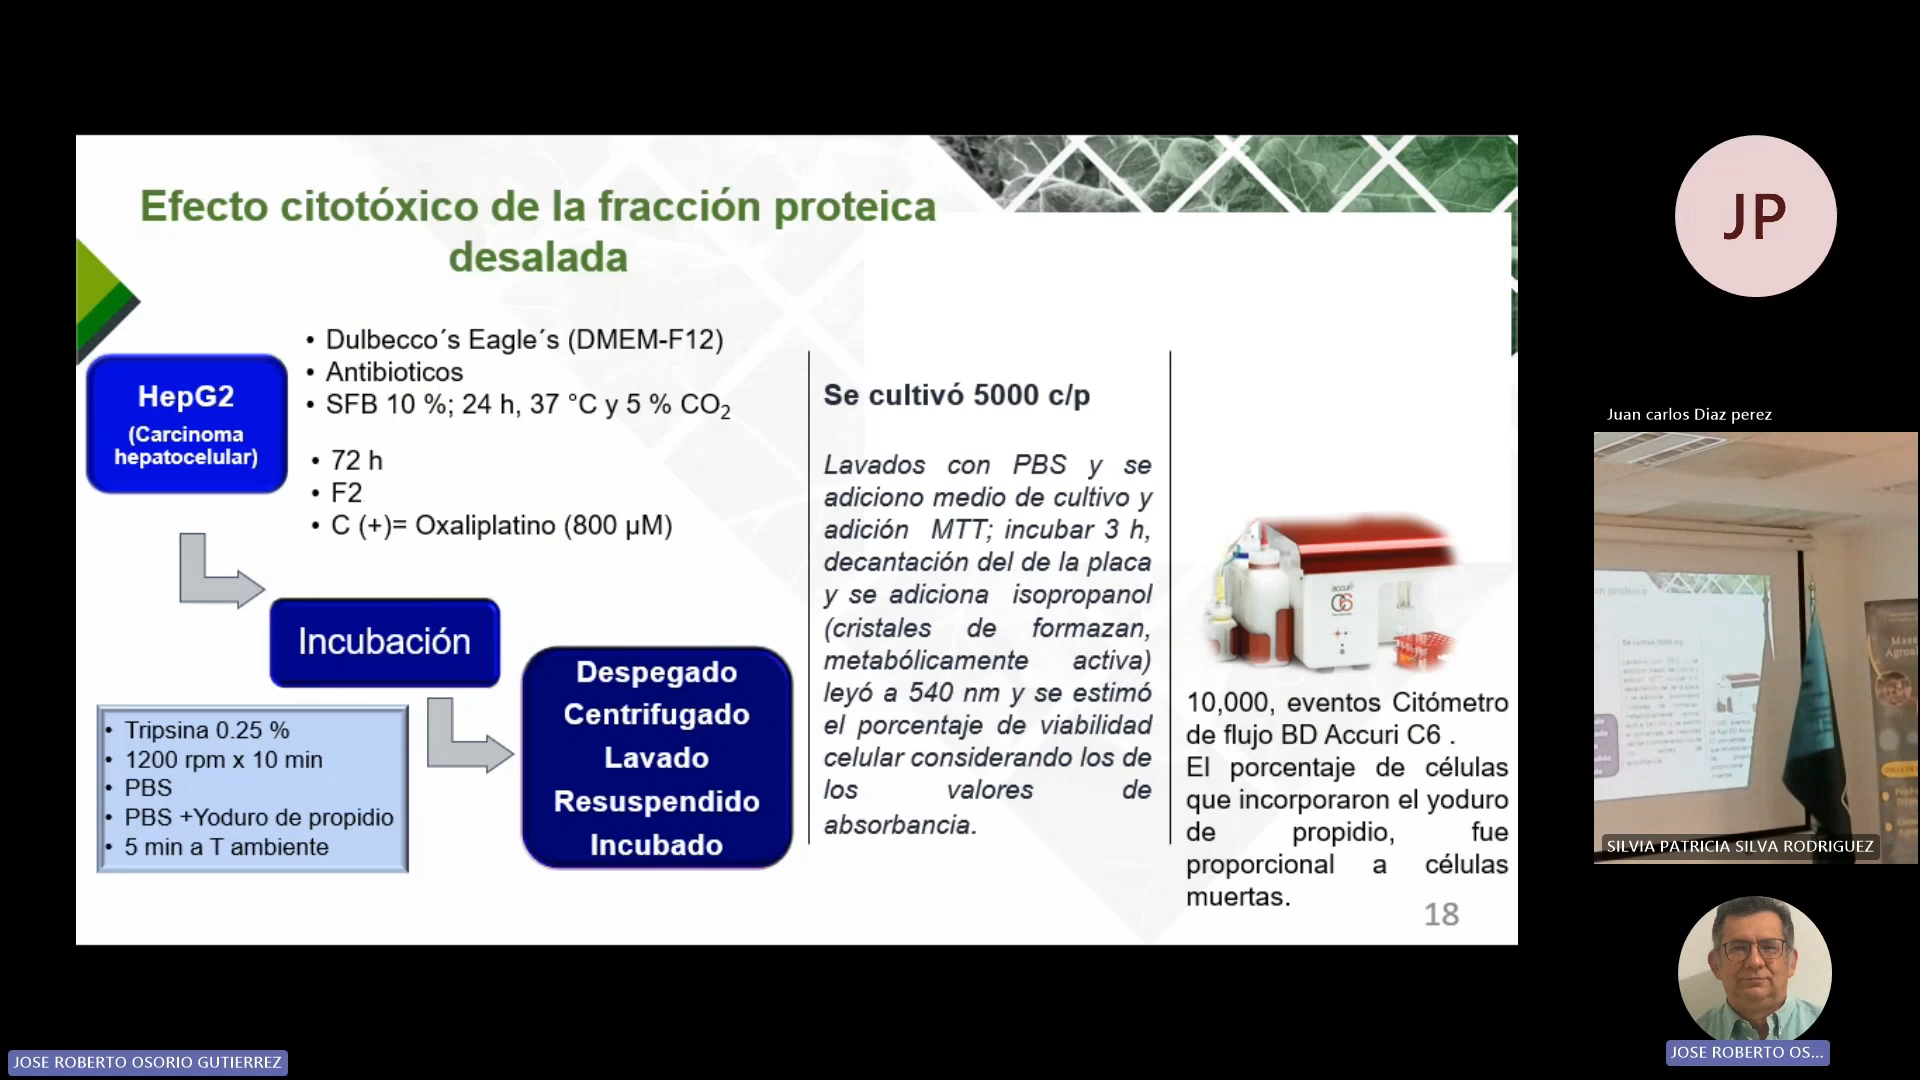 Efecto citotóxico de la fracción proteica
desalada
HepG2
(Carcinoma
hepatocelular)
• Dulbecco´s Eagle´s (DMEM-F12)
• Antibioticos
• SFB 10 %; 24 h, 37 °C y 5 % CO₂
• 72 h
• F2
• C (+)= Oxaliplatino (800 µM)
Incubación
• Tripsina 0.25 %
• 1200 rpm x 10 min
• PBS
• PBS +Yoduro de propidio
• 5 min a T ambiente
Despegado
Centrifugado
Lavado
Resuspendido
Incubado
Se cultivó 5000 c/p
Lavados con PBS y se
adiciono medio de cultivo y
adición MTT; incubar 3 h,
decantación del de la placa
y se adiciona isopropanol
(cristales de formazan,
metabólicamente activa)
leyó a 540 nm y se estimó
el porcentaje de viabilidad
celular considerando los de
los valores de
absorbancia.
accuri
C6
10,000, eventos Citómetro
de flujo BD Accuri C6 .
El porcentaje de células
que incorporaron el yoduro
de propidio, fue
proporcional a células
muertas.
18
JP
Juan carlos Diaz perez
Se cultivó 5000 c/p
SILVIA PATRICIA SILVA RODRIGUEZ
JOSE ROBERTO OS...
JOSE ROBERTO OSORIO GUTIERREZ